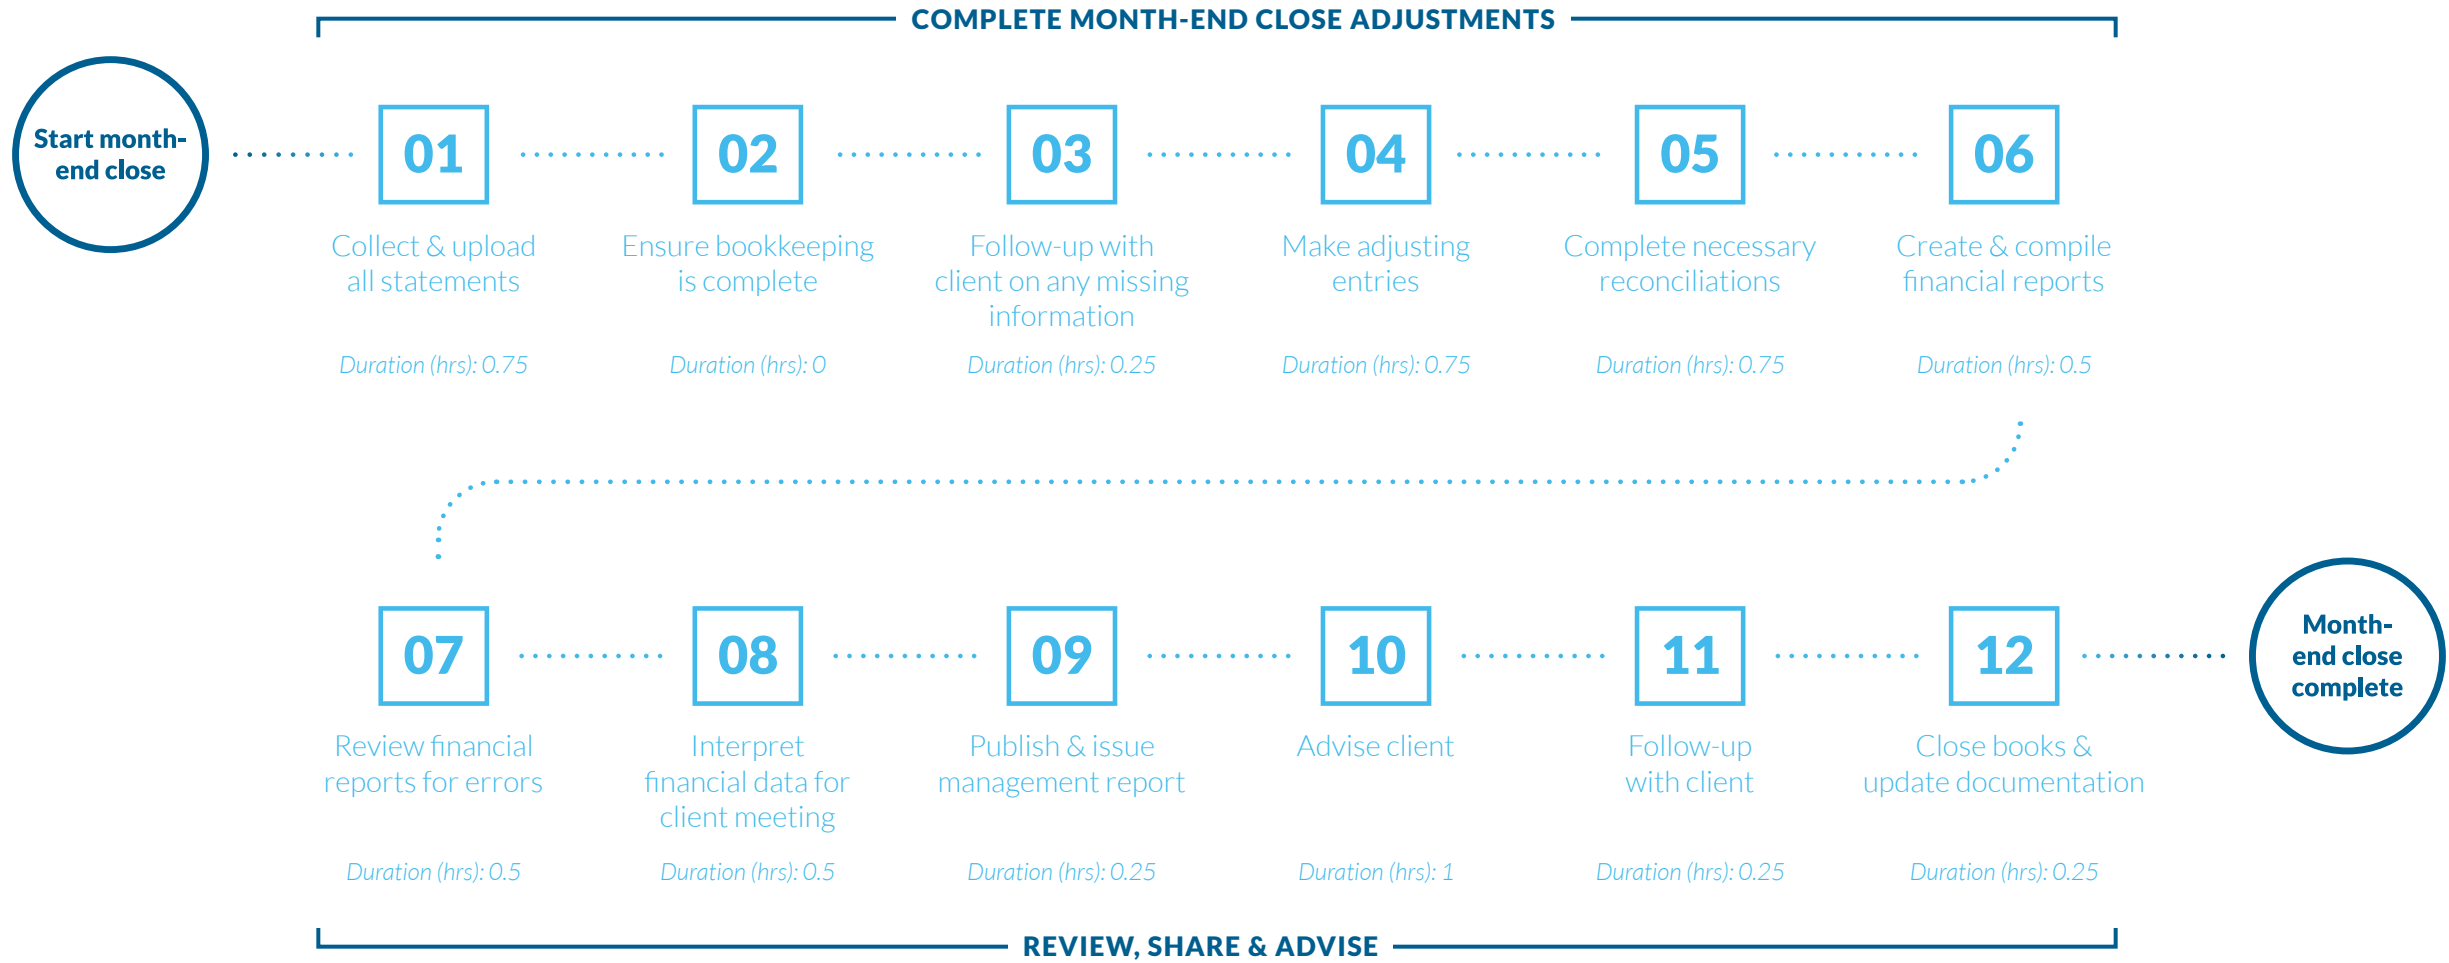 COMPLETE MONTH-END CLOSE ADJUSTMENTS
Start month-
end close
01
02
03
04
05
06
Collect & upload
all statements
Ensure bookkeeping
is complete
Follow-up with
client on any missing
information
Make adjusting
entries
Complete necessary
reconciliations
Create & compile
financial reports
Duration (hrs): 0.75
Duration (hrs): 0
Duration (hrs): 0.25
Duration (hrs): 0.75
Duration (hrs): 0.75
Duration (hrs): 0.5
07
08
09
10
11
12
Month-
end close
complete
Review financial
reports for errors
Interpret
financial data for
client meeting
Publish & issue
management report
Advise client
Follow-up
with client
Close books &
update documentation
Duration (hrs): 0.5
Duration (hrs): 0.5
Duration (hrs): 0.25
Duration (hrs): 1
Duration (hrs): 0.25
Duration (hrs): 0.25
REVIEW, SHARE & ADVISE